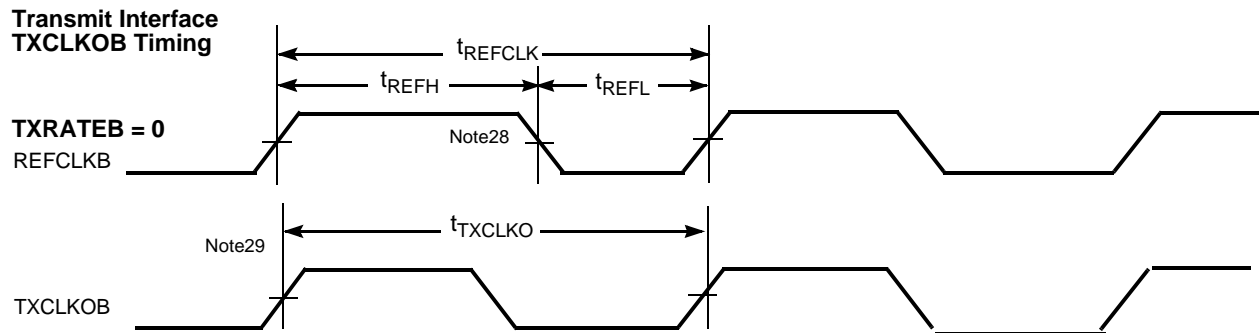 Transmit Interface
TXCLKOB Timing
tREFCLK
tREFH
tREFL
TXRATEB = 0
Note28
REFCLKB
tTXCLKO
Note29
TXCLKOB